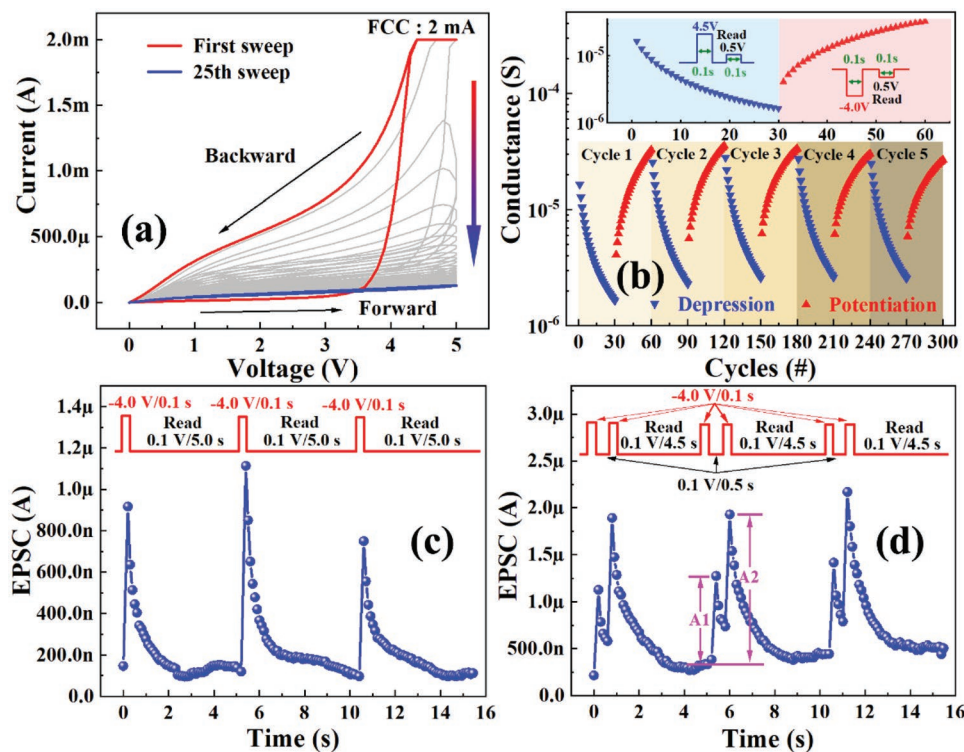 FCC : 2 mA
First sweep
25th sweep
Backward
Forward
(a)
2.0m
1.5m
1.0m
500.0μ
0.0
Current (A)
0 1 2 3 4 5
Voltage (V)
4.5V
Read
0.5V
0.1s
0.1s
0.1s
0.1s
-4.0V
0.5V
Read
10⁻⁵
10⁻⁶
0 10 20 30 40 50 60
10⁻⁴
10⁻⁵
10⁻⁶
Conductance (S)
Cycle 1 Cycle 2 Cycle 3 Cycle 4 Cycle 5
(b)
Depression Potentiation
0 30 60 90 120 150 180 210 240 270 300
Cycles (#)
-4.0 V/0.1 s -4.0 V/0.1 s -4.0 V/0.1 s
Read Read Read
0.1 V/5.0 s 0.1 V/5.0 s 0.1 V/5.0 s
(c)
1.4μ
1.2μ
1.0μ
800.0n
600.0n
400.0n
200.0n
0.0
EPSC (A)
0 2 4 6 8 10 12 14 16
Time (s)
-4.0 V/0.1 s
Read Read Read
0.1 V/4.5 s 0.1 V/4.5 s 0.1 V/4.5 s
0.1 V/0.5 s
A1
A2
(d)
3.0μ
2.5μ
2.0μ
1.5μ
1.0μ
500.0n
0.0
EPSC (A)
0 2 4 6 8 10 12 14 16
Time (s)